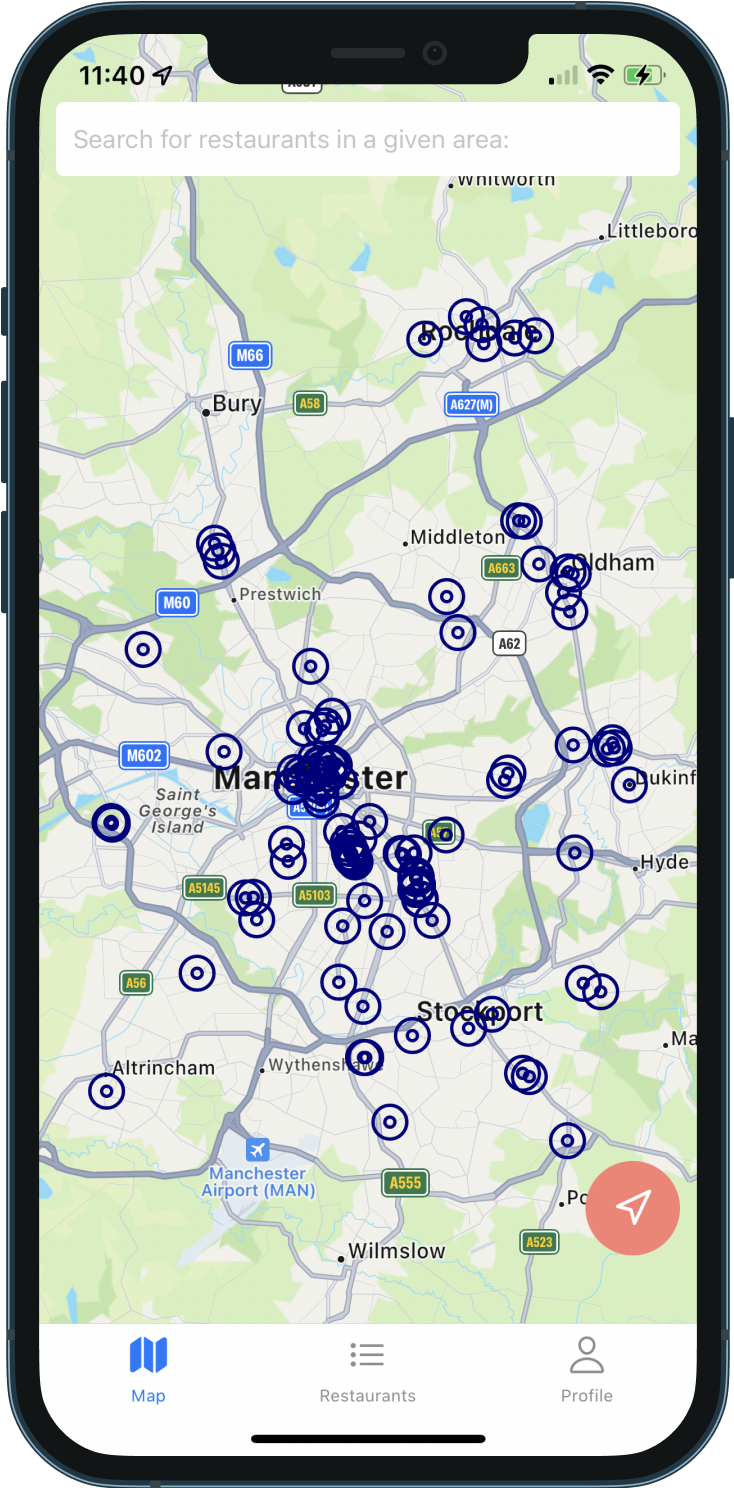 11:40
Search for restaurants in a given area:
Whitworth
Littleboro
Rochdale
M66
Bury
A58
A627(M)
Middleton
A663
Oldham
Prestwich
M60
A62
M602
Manchester
Dukinf
Saint
George's
Island
Hyde
A5145
A5103
A56
Stockport
Ma
Altrincham
Wythenshawe
Manchester
Airport (MAN)
A555
Po
A523
Wilmslow
Map
Restaurants
Profile